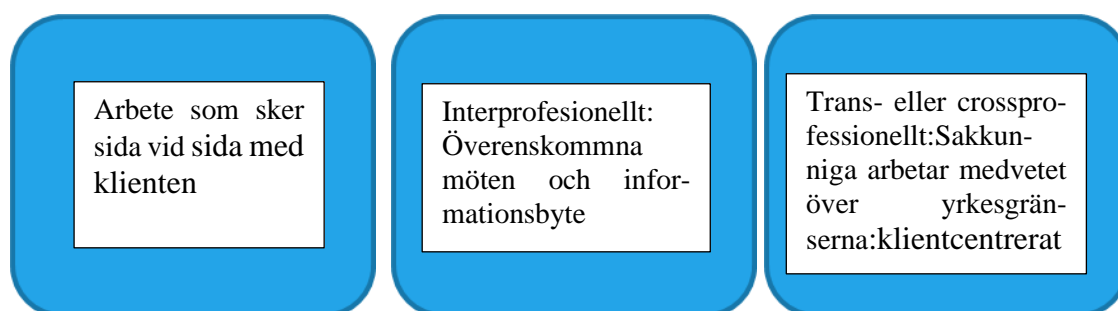 Arbete som sker
sida vid sida med
klienten
Interprofesionellt:
Överenskommna
möten och infor-
mationsbyte
Trans- eller crosspro-
fessionellt:Sakkun-
niga arbetar medvetet
över yrkesgrän-
serna:klientcentrerat